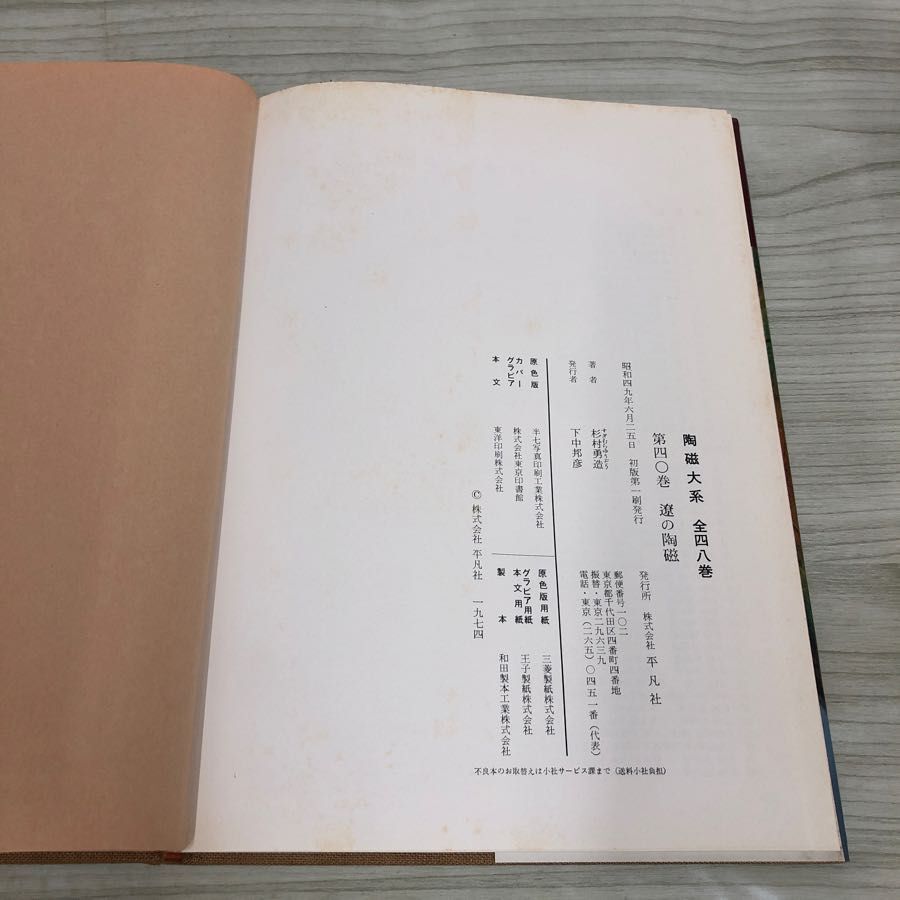 陶磁大系 全四八巻
第四〇巻 遼の陶磁
昭和四九年六月二五日 初版第一刷発行
著者 杉村勇造
すぎむらゆうぞう
発行者 下中邦彦
発行所 株式会社 平凡社
郵便番号一〇二
東京都千代田区四番町四番地
振替・東京二九六三九
電話・東京(二六五)〇四五一番(代表)
原色版 半七写真印刷工業株式会社
カバー
グラビア 株式会社東京印書館
本文 東洋印刷株式会社
原色版用紙 三菱製紙株式会社
グラビア用紙
本文用紙 王子製紙株式会社
製本 和田製本工業株式会社
© 株式会社 平凡社 一九七四
不良本のお取替えは小社サービス課まで(送料小社負担)